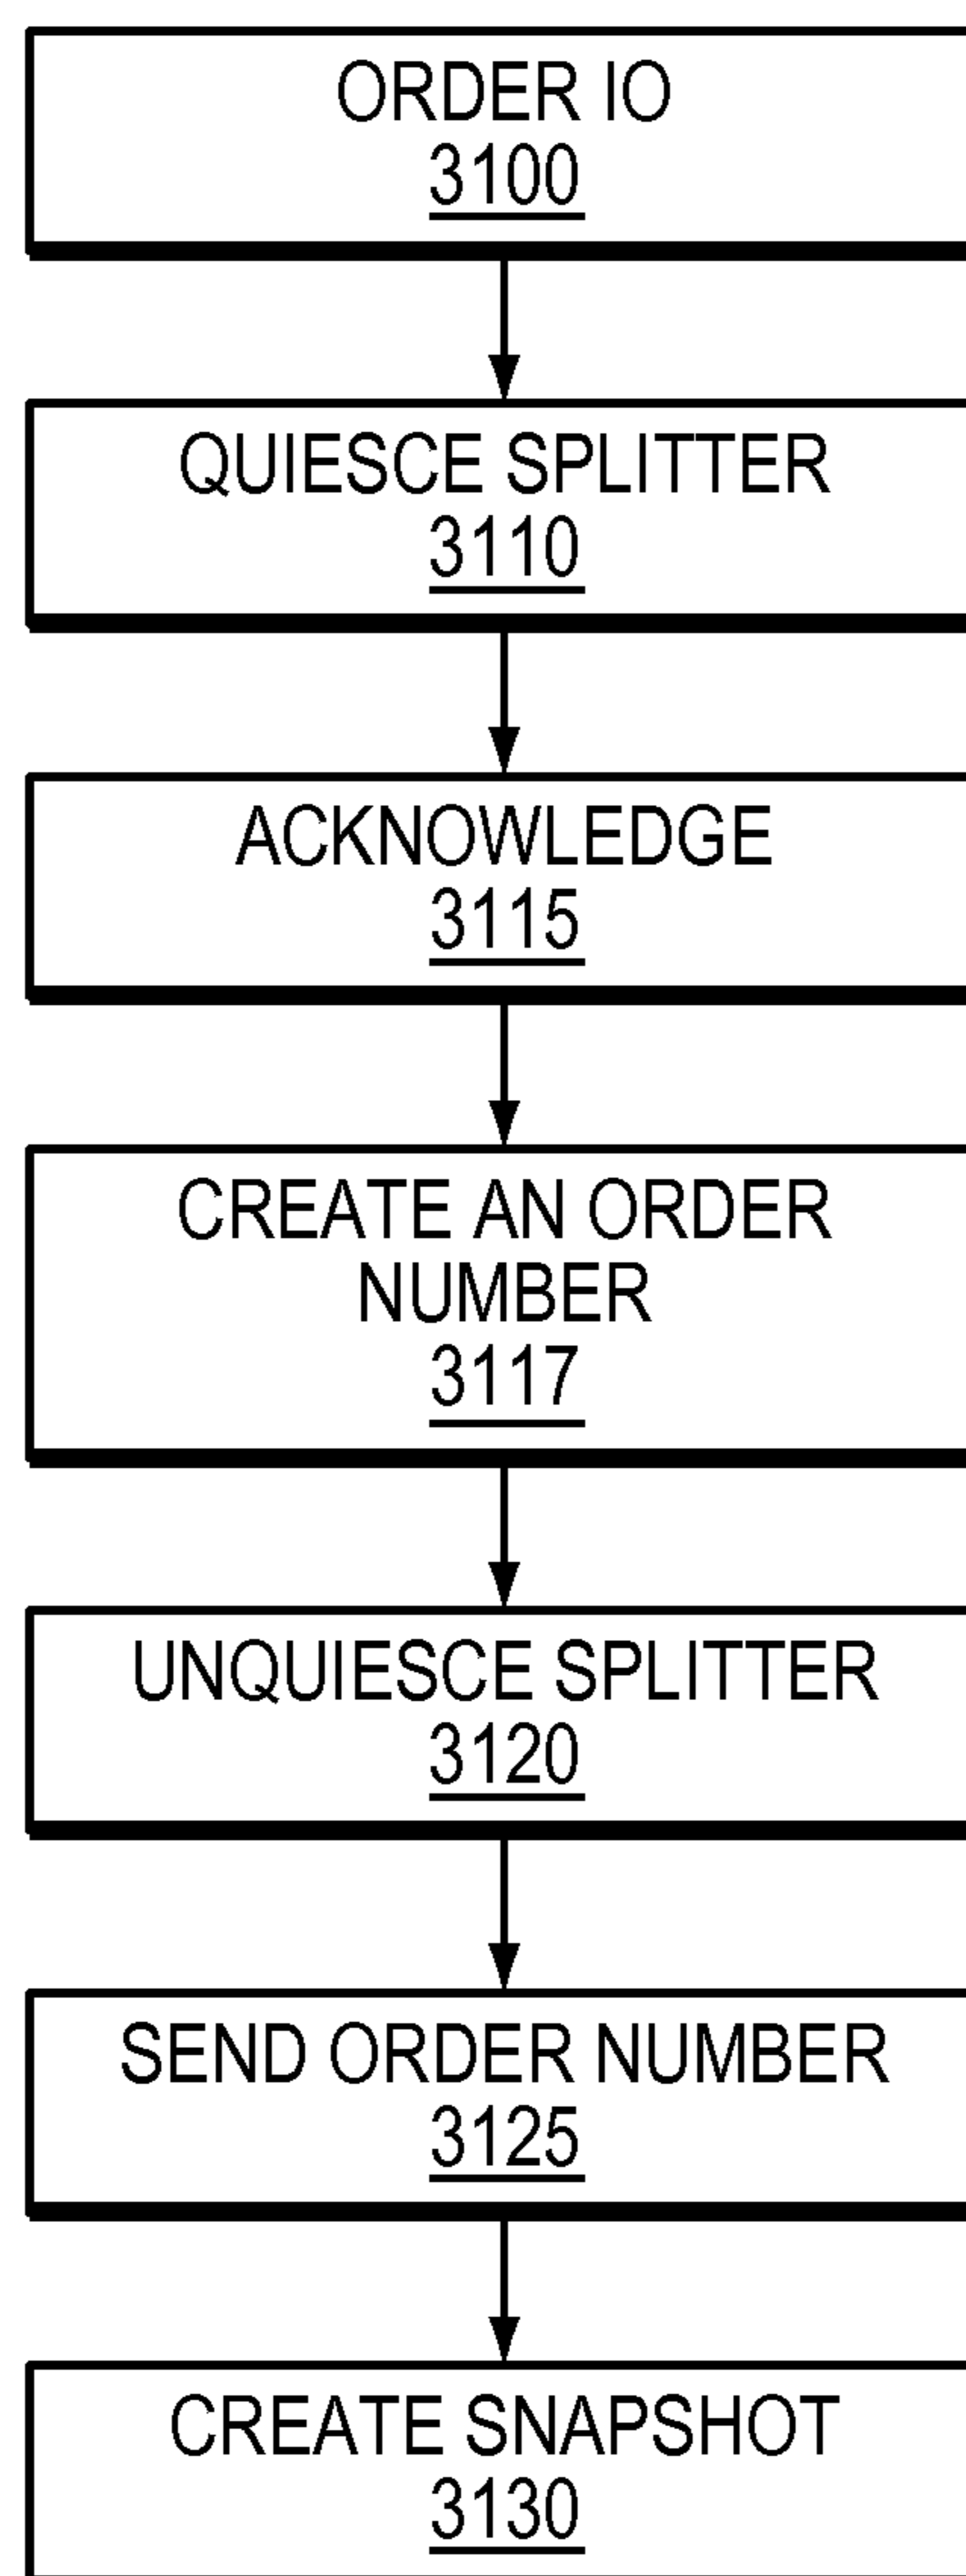 ORDER IO
3100
QUIESCE SPLITTER
3110
ACKNOWLEDGE
3115
CREATE AN ORDER
NUMBER
3117
UNQUIESCE SPLITTER
3120
SEND ORDER NUMBER
3125
CREATE SNAPSHOT
3130